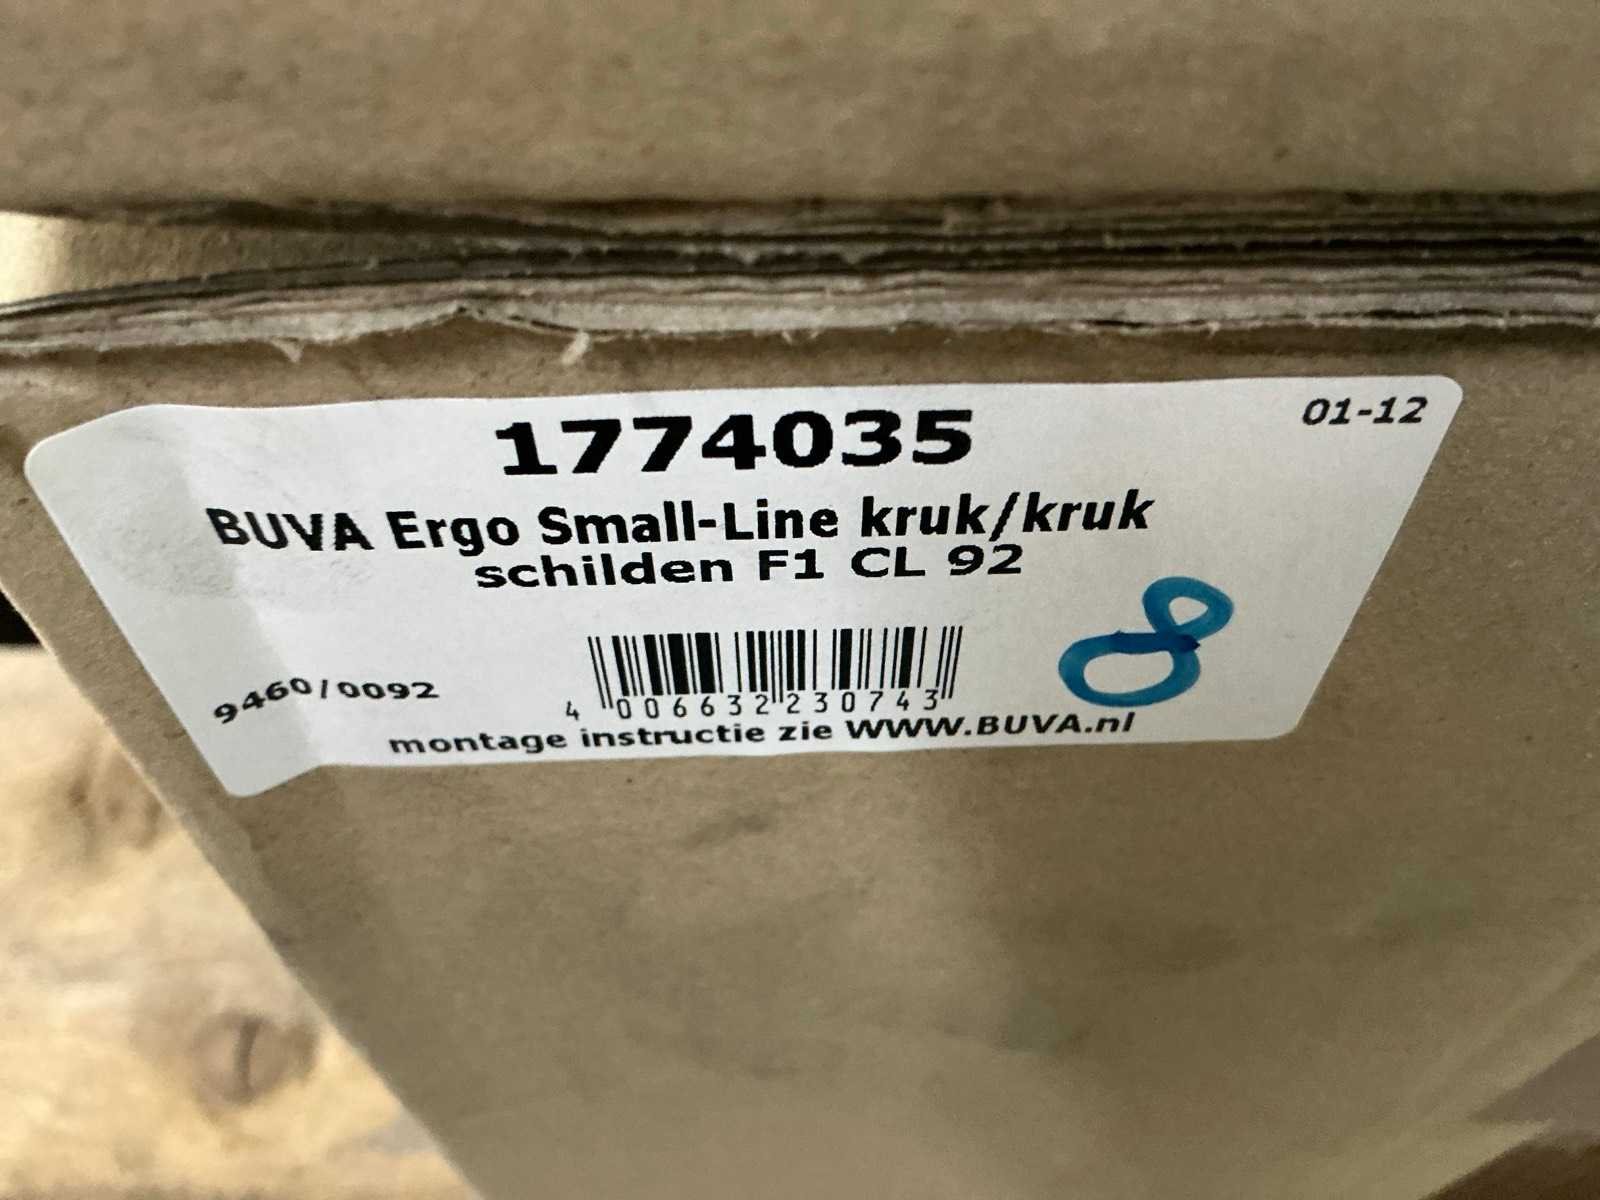 01-12
1774035
BUVA Ergo Small-Line kruk/kruk
schilden F1 CL 92
8
9460/0092
4 006632 230743
montage instructie zie WWW.BUVA.nl